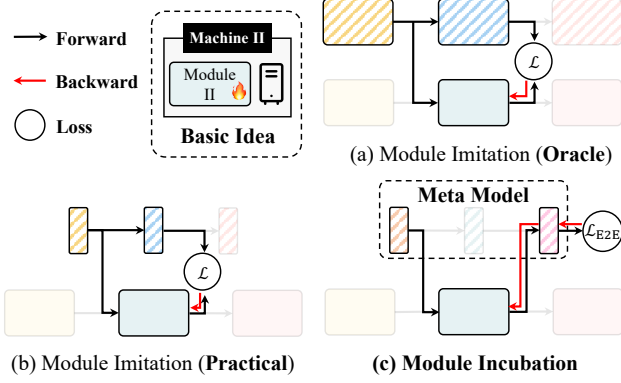 Forward
Backward
Loss
Machine II
Module
II
Basic Idea
ℒ
(a) Module Imitation (Oracle)
ℒ
(b) Module Imitation (Practical)
Meta Model
ℒE2E
(c) Module Incubation